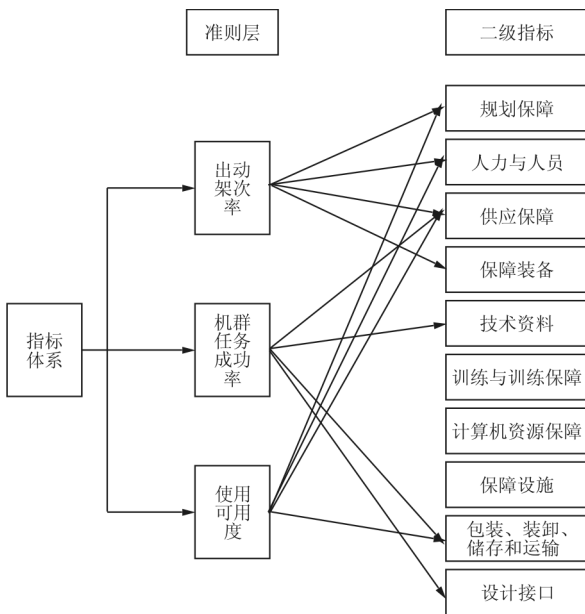 准则层
二级指标
规划保障
出动
架次
率
人力与人员
供应保障
保障装备
指标
体系
机群
任务
成功
率
技术资料
训练与训练保障
计算机资源保障
保障设施
使用
可用
度
包装、装卸、
储存和运输
设计接口